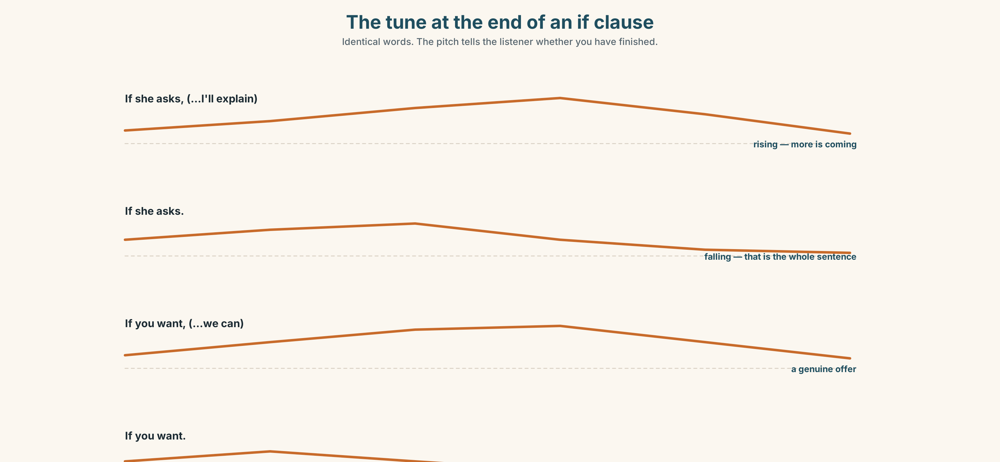 The tune at the end of an if clause
Identical words. The pitch tells the listener whether you have finished.
If she asks, (...I'll explain)
rising — more is coming
If she asks.
falling — that is the whole sentence
If you want, (...we can)
a genuine offer
If you want.